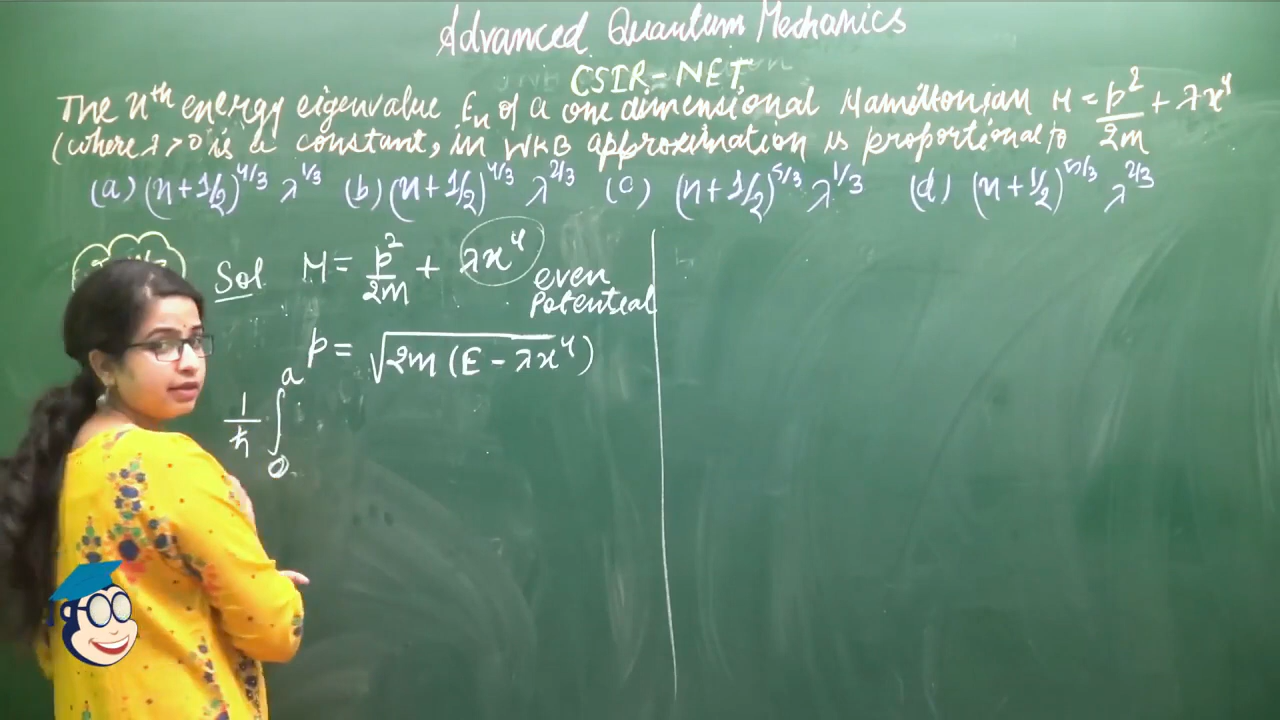 Advanced Quantum Mechanics
CSIR-NET
The nᵗʰ energy eigenvalue Eₙ of a one dimensional Hamiltonian H = p²/2m + λx⁴
(where λ>0 is a constant, in WKB approximation is proportional to
(a) (n+1/2)^4/3 λ^1/3 (b) (n+1/2)^4/3 λ^2/3 (c) (n+1/2)^5/3 λ^1/3 (d) (n+1/2)^5/3 λ^2/3
Sol H = p²/2m + λx⁴ even
Potential
p = √2m(E-λx⁴)
1/ħ ∫₀ᵃ